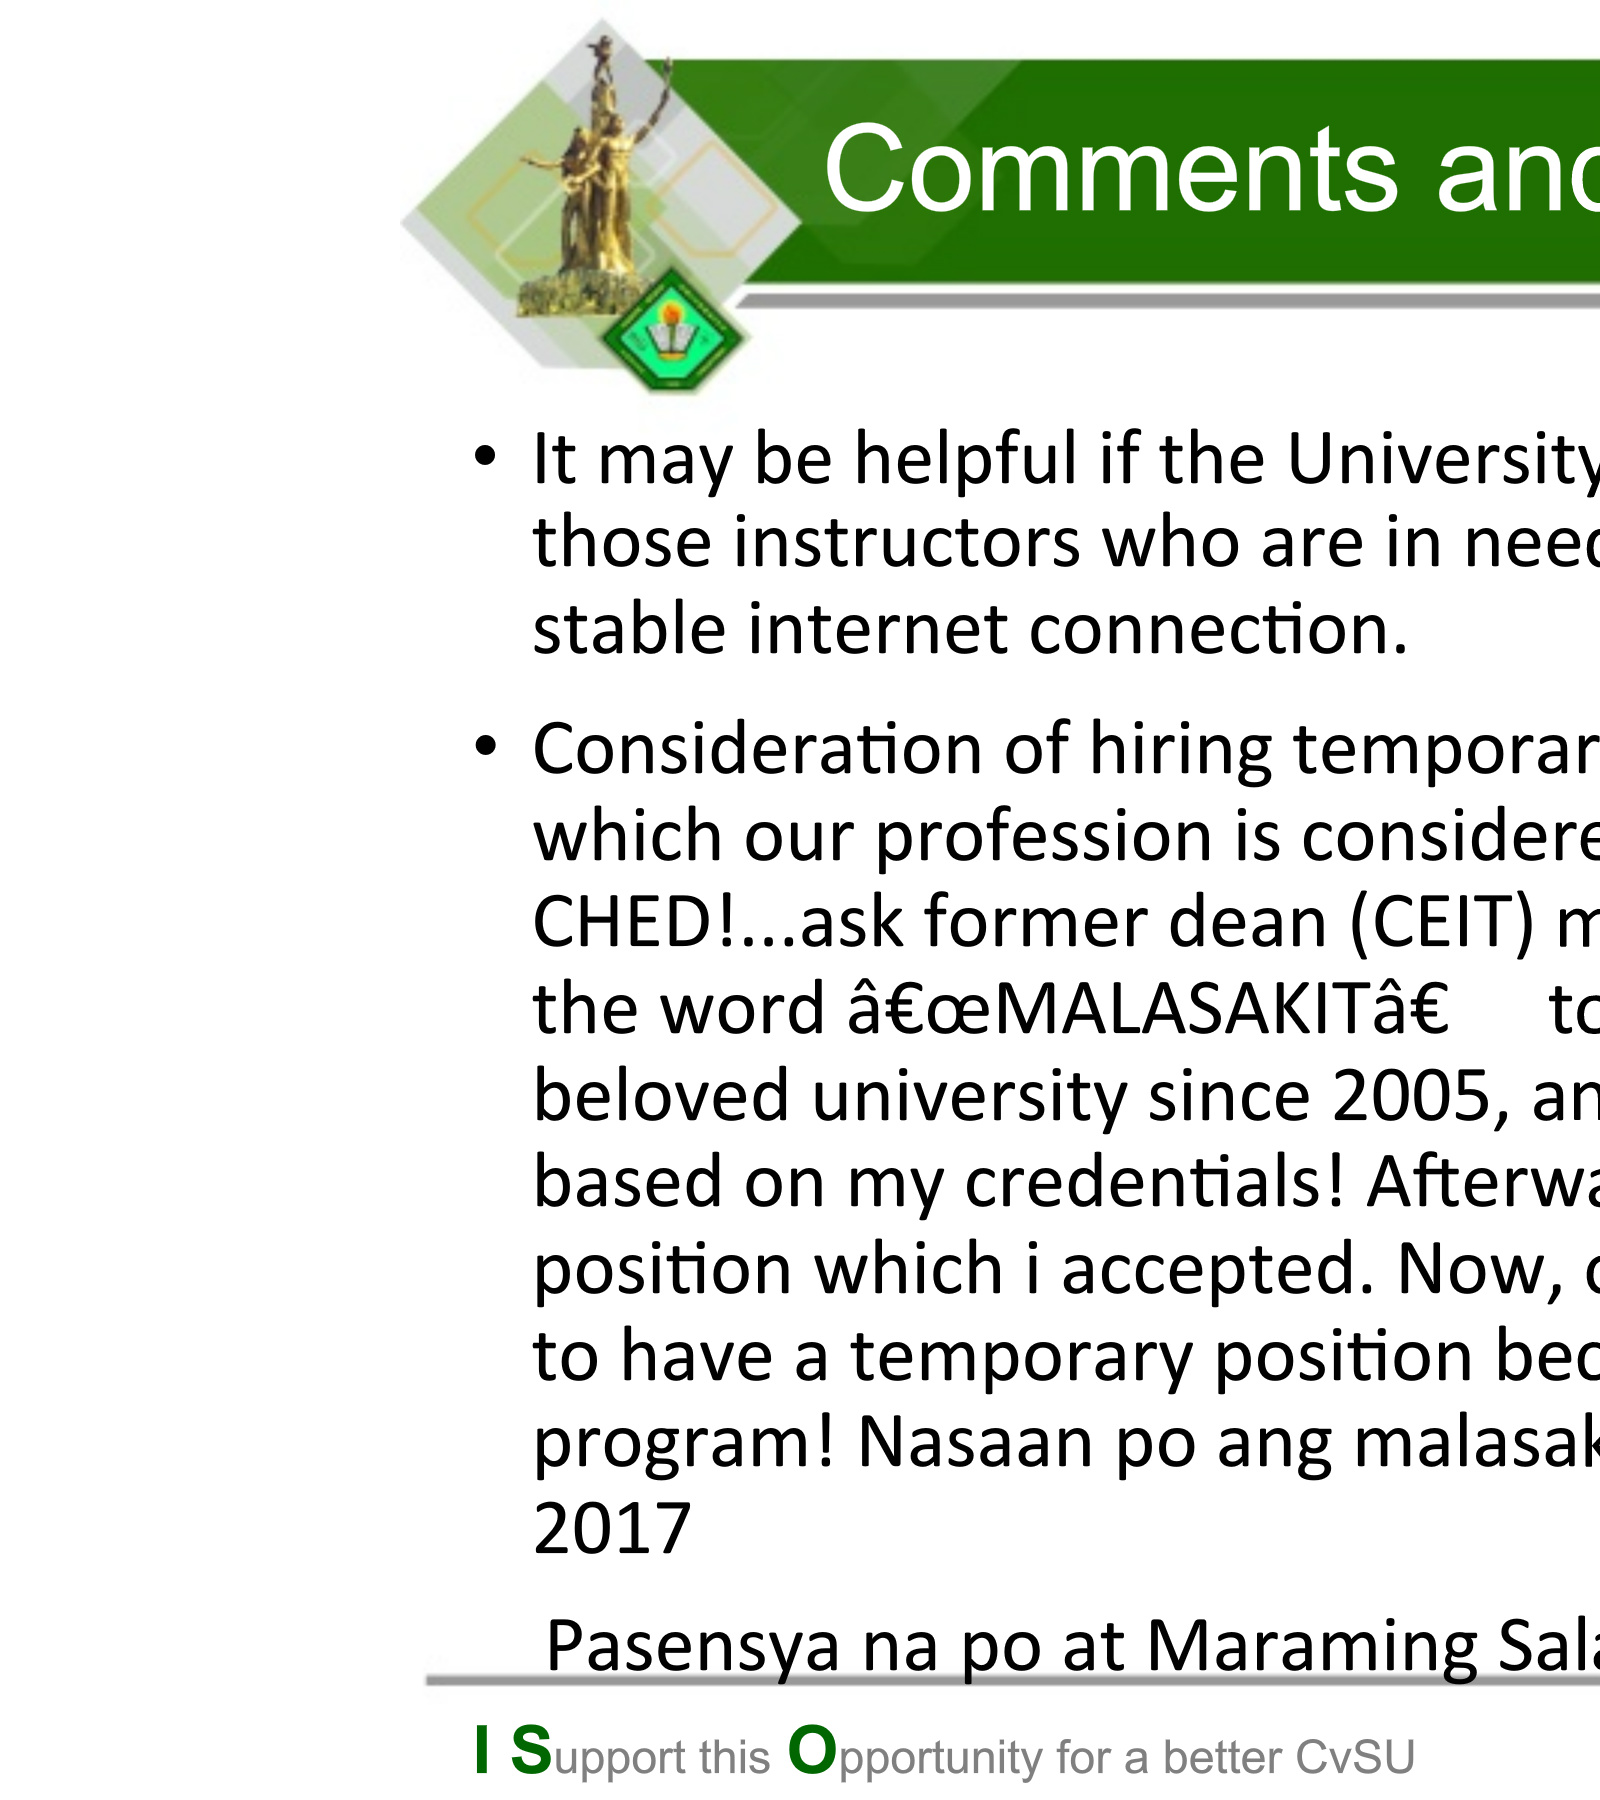 Comments and
• It may be helpful if the University
those instructors who are in need
stable internet connection.
• Consideration of hiring temporar
which our profession is considere
CHED!...ask former dean (CEIT) m
the word â€œMALASAKITâ€ to
beloved university since 2005, an
based on my credentials! Afterwa
position which i accepted. Now,
to have a temporary position bec
program! Nasaan po ang malasak
2017
Pasensya na po at Maraming Sala
I Support this Opportunity for a better CvSU